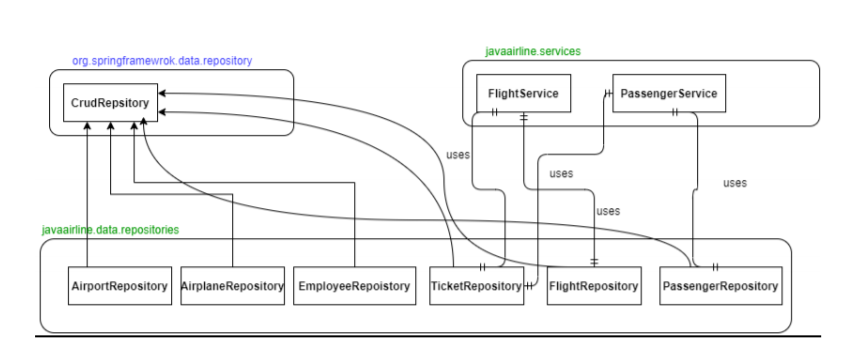 javaairline.services
org.springframewrok.data.repository
CrudRepsitory
FlightService
PassengerService
uses
uses
uses
uses
javaairline.data.repositories
AirportRepository
AirplaneRepository
EmployeeRepoistory
TicketRepository
FlightRepository
PassengerRepository